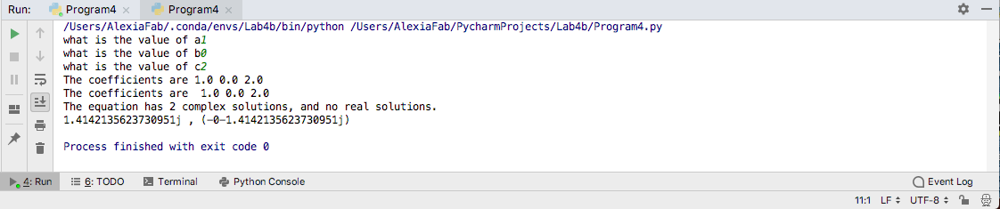 Run: Program4 × Program4 ×
/Users/AlexiaFab/.conda/envs/Lab4b/bin/python /Users/AlexiaFab/PycharmProjects/Lab4b/Program4.py
what is the value of a1
what is the value of b0
what is the value of c2
The coefficients are 1.0 0.0 2.0
The coefficients are  1.0 0.0 2.0
The equation has 2 complex solutions, and no real solutions.
1.4142135623730951j , (-0-1.4142135623730951j)
Process finished with exit code 0
4: Run 6: TODO Terminal Python Console Event Log
11:1 LF UTF-8